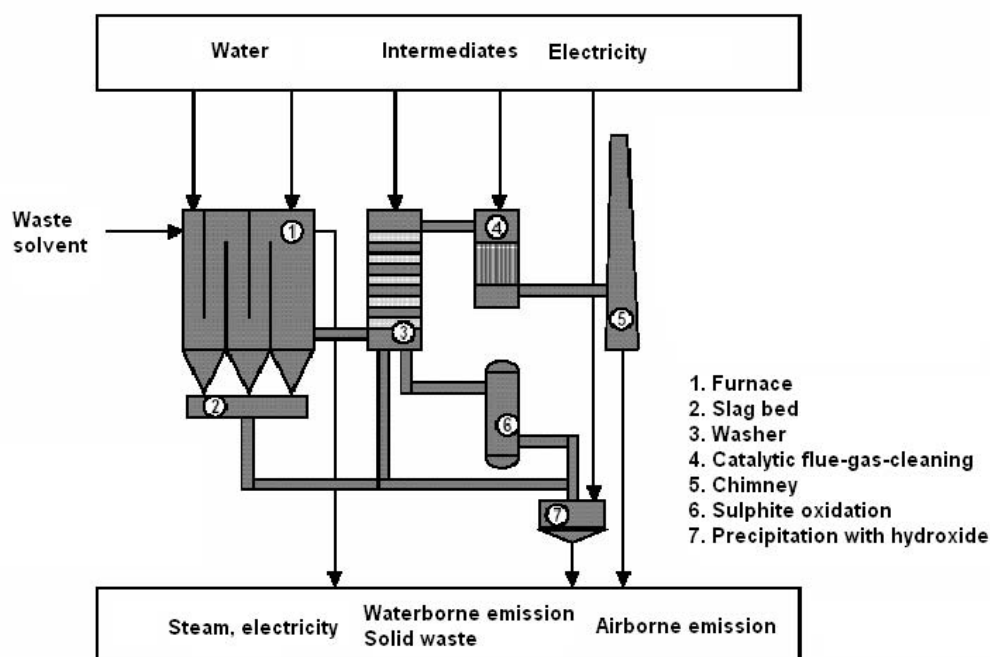 Water Intermediates Electricity
Waste
solvent
1
4
3
5
2
6
7
1. Furnace
2. Slag bed
3. Washer
4. Catalytic flue-gas-cleaning
5. Chimney
6. Sulphite oxidation
7. Precipitation with hydroxide
Steam, electricity
Waterborne emission
Solid waste
Airborne emission